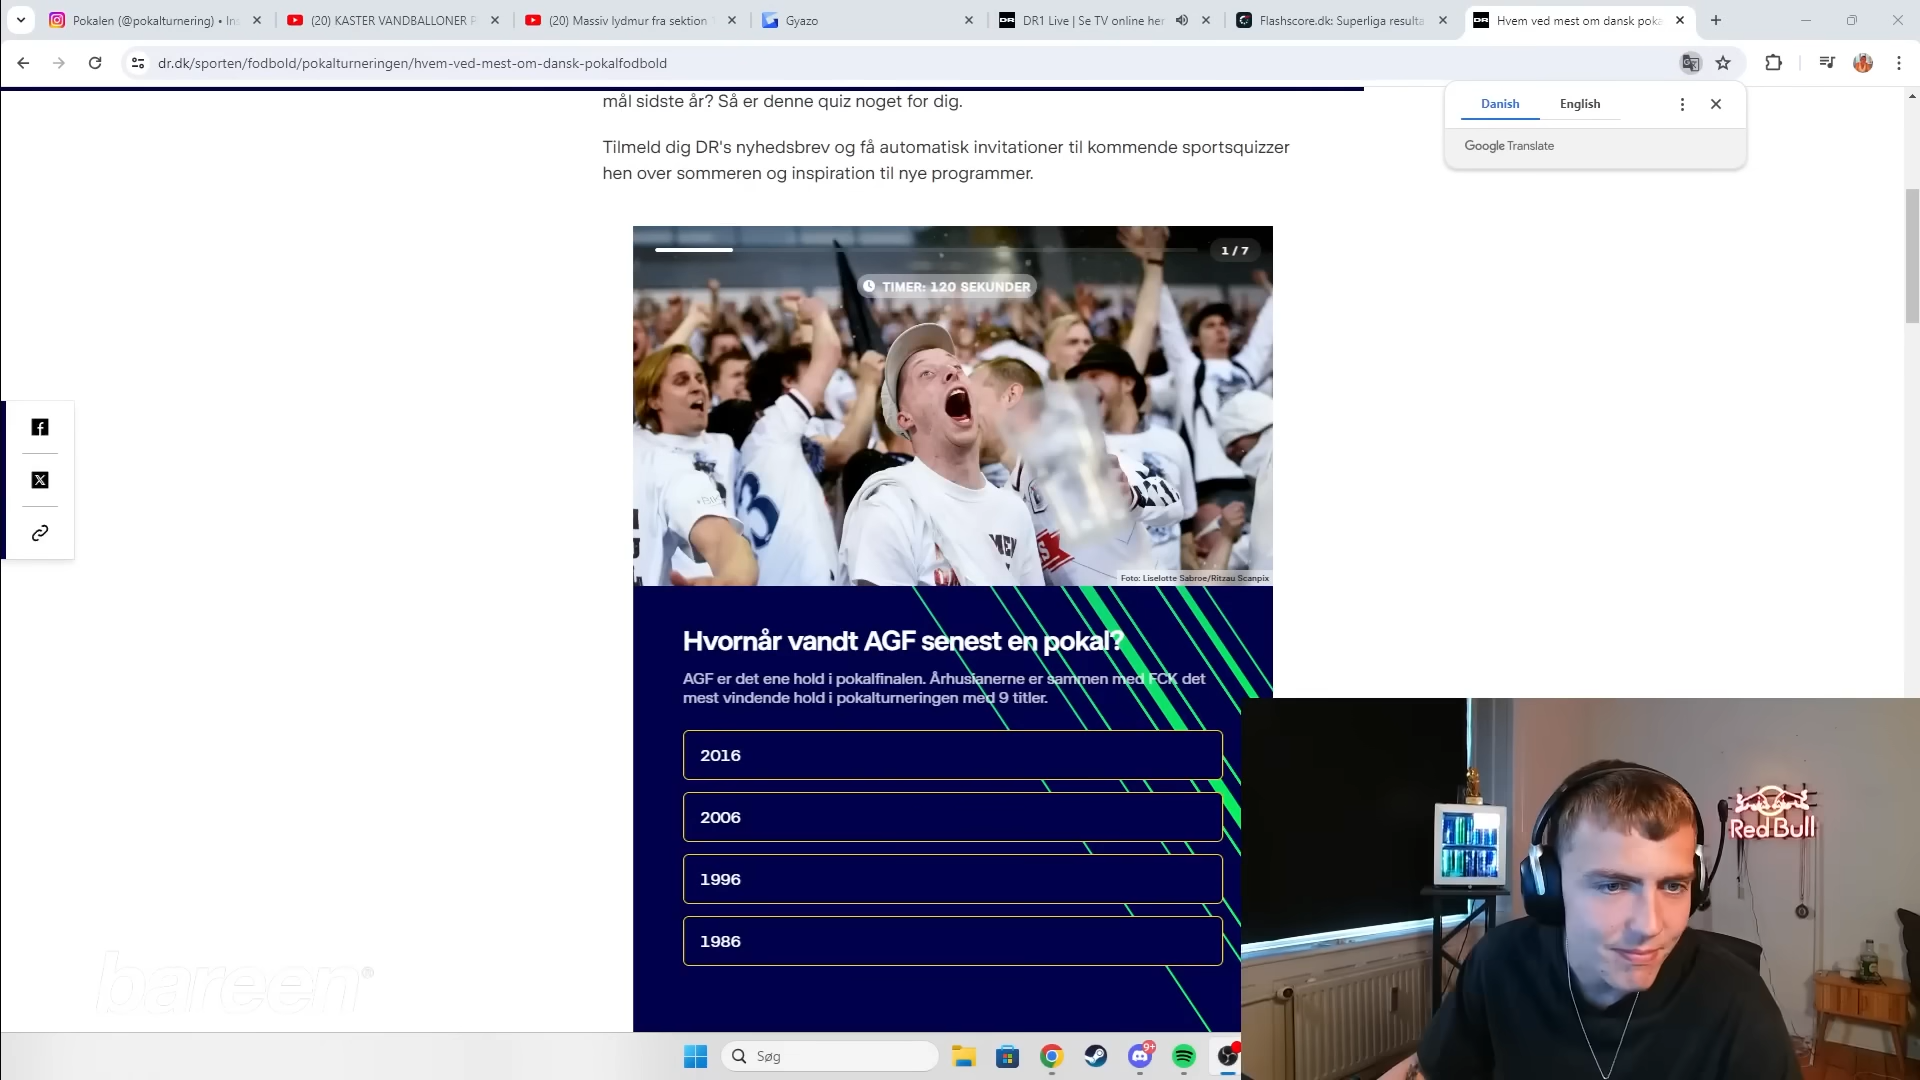 Pokalen (@pokalturnering) • Ins
(20) KASTER VANDBALLONER P
(20) Massiv lydmur fra sektion
Gyazo
DR1 Live | Se TV online her
Flashscore.dk: Superliga resulta
Hvem ved mest om dansk poka
dr.dk/sporten/fodbold/pokalturneringen/hvem-ved-mest-om-dansk-pokalfodbold
Danish
English
Google Translate
mål sidste år? Så er denne quiz noget for dig.
Tilmeld dig DR's nyhedsbrev og få automatisk invitationer til kommende sportsquizzer
hen over sommeren og inspiration til nye programmer.
1 / 7
TIMER: 120 SEKUNDER
Foto: Liselotte Sabroe/Ritzau Scanpix
Hvornår vandt AGF senest en pokal?
AGF er det ene hold i pokalfinalen. Århusianerne er sammen med FCK det
mest vindende hold i pokalturneringen med 9 titler.
2016
2006
1996
1986
Red Bull
bareen®
Søg
9+